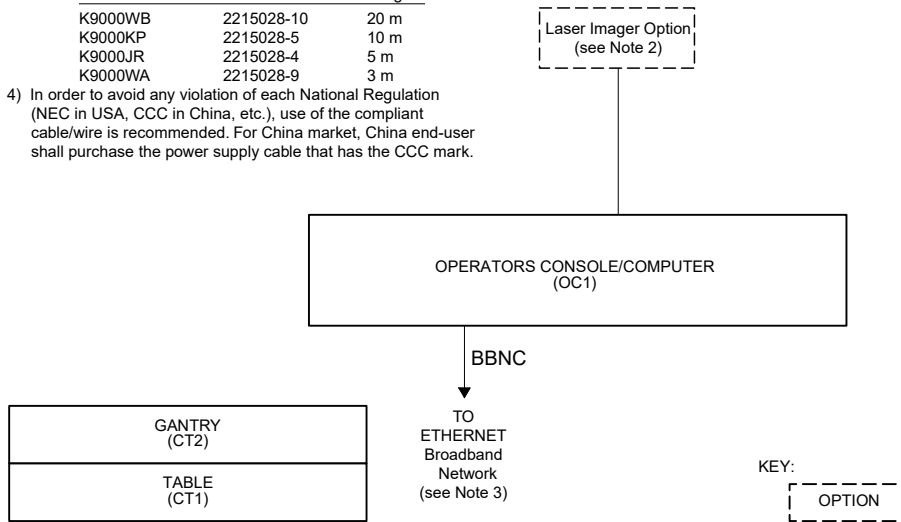 K9000WB 2215028-10 20 m
K9000KP 2215028-5 10 m
K9000JR 2215028-4 5 m
K9000WA 2215028-9 3 m
4) In order to avoid any violation of each National Regulation
(NEC in USA, CCC in China, etc.), use of the compliant
cable/wire is recommended. For China market, China end-user
shall purchase the power supply cable that has the CCC mark.
Laser Imager Option
(see Note 2)
OPERATORS CONSOLE/COMPUTER
(OC1)
BBNC
TO
ETHERNET
Broadband
Network
(see Note 3)
GANTRY
(CT2)
TABLE
(CT1)
KEY:
OPTION